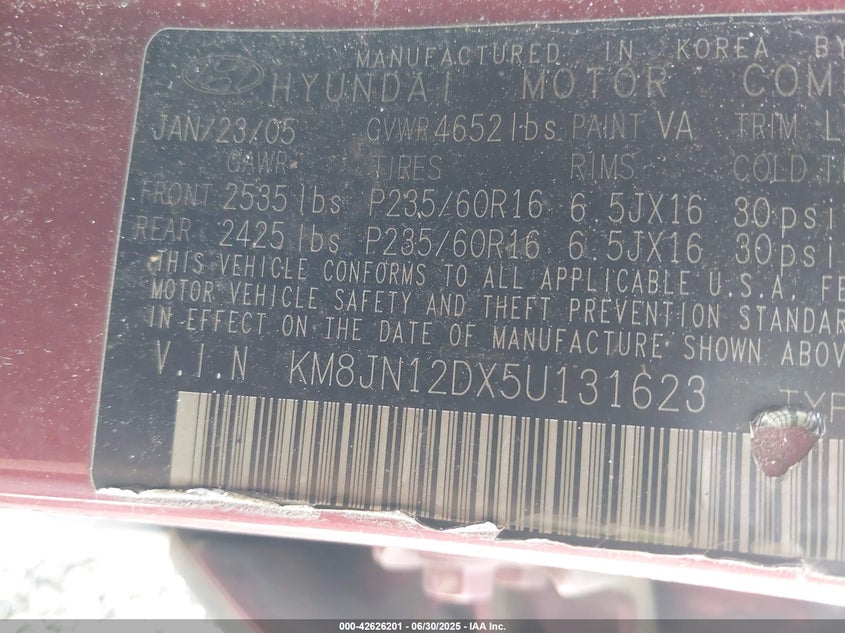 MANUFACTURED IN KOREA BY
HYUNDAI MOTOR COM
JAN/23/05 GVWR 4652 lbs PAINT VA TRIM L
GAWR TIRES RIMS COLD TI
FRONT 2535 lbs P235/60R16 6.5JX16 30psi
REAR 2425 lbs P235/60R16 6.5JX16 30psi
THIS VEHICLE CONFORMS TO ALL APPLICABLE U.S.A. FE
MOTOR VEHICLE SAFETY AND THEFT PREVENTION STANDAR
IN EFFECT ON THE DATE OF MANUFACTURE SHOWN ABOV
V.I.N KM8JN12DX5U131623 TYP
000-42626201 - 06/30/2025 - IAA Inc.